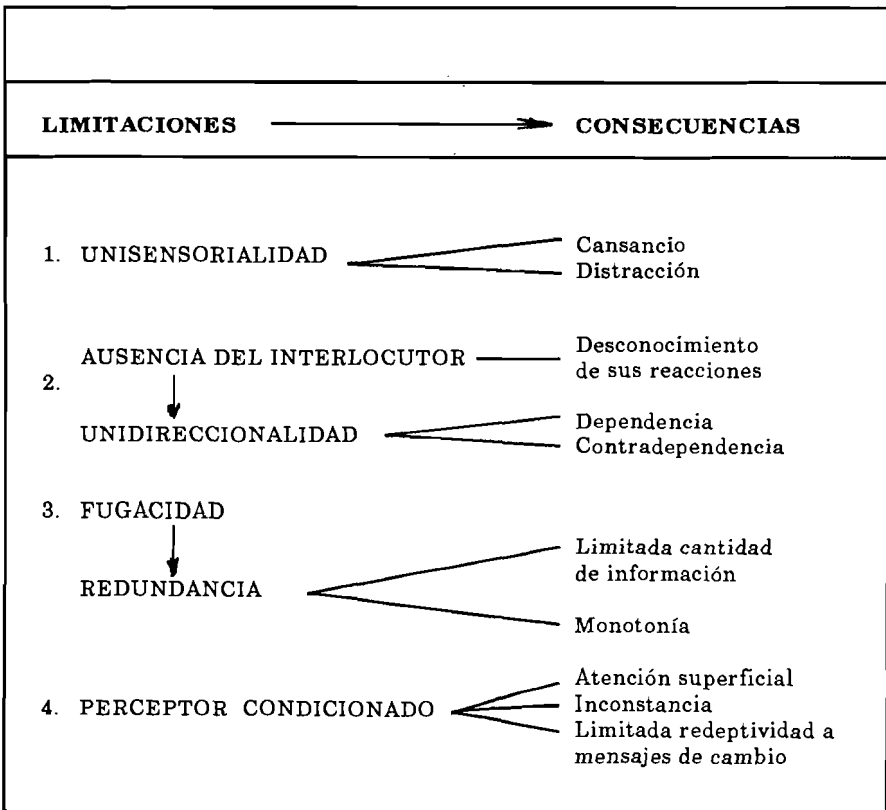 LIMITACIONES CONSECUENCIAS
1. UNISENSORIALIDAD
Cansancio
Distracción
2.
AUSENCIA DEL INTERLOCUTOR
Desconocimiento
de sus reacciones
UNIDIRECCIONALIDAD
Dependencia
Contradependencia
3. FUGACIDAD
REDUNDANCIA
Limitada cantidad
de información
Monotonía
4. PERCEPTOR CONDICIONADO
Atención superficial
Inconstancia
Limitada redeptividad a
mensajes de cambio